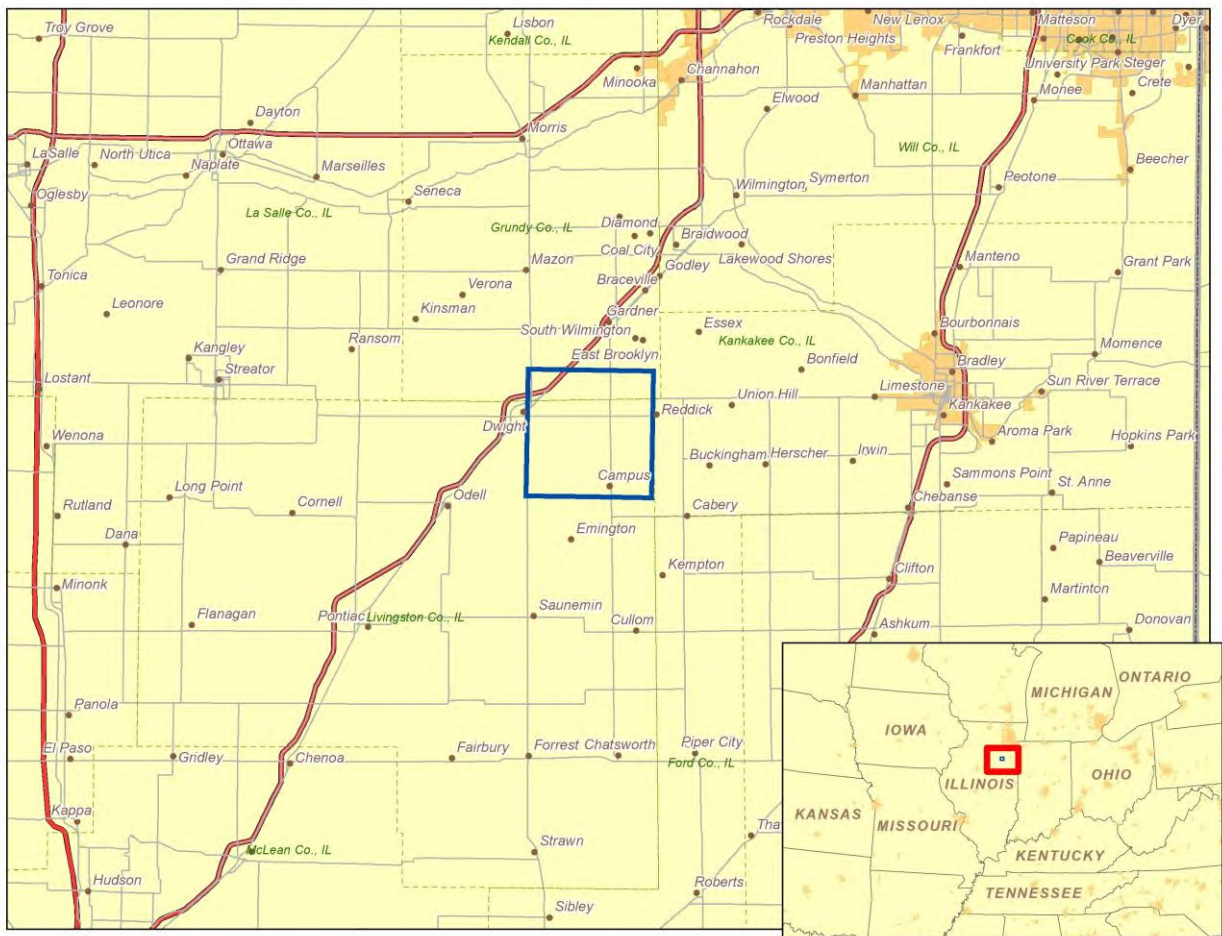 Troy Grove
Lisbon
Kendall Co., IL
Rockdale
New Lenox
Matteson
Dyer
Preston Heights
Frankfort
Cook Co., IL
Minooka
Channahon
University Park
Steger
Manhattan
Crete
Elwood
Monee
Dayton
Morris
Ottawa
Will Co., IL
LaSalle
North Utica
Naplate
Marseilles
Beecher
Oglesby
Seneca
Wilmington
Symerton
Peotone
La Salle Co., IL
Grundy Co., IL
Diamond
Coal City
Braidwood
Grand Ridge
Mazon
Godley
Lakewood Shores
Manteno
Grant Park
Tonica
Verona
Braceville
Leonore
Kinsman
Gardner
South Wilmington
Essex
Bourbonnais
Kankakee Co., IL
Ransom
East Brooklyn
Momence
Kangley
Bonfield
Bradley
Streator
Lostant
Limestone
Sun River Terrace
Union Hill
Reddick
Kankakee
Dwight
Wenona
Aroma Park
Hopkins Park
Buckingham
Herscher
Irwin
Campus
Sammons Point
Long Point
St. Anne
Cornell
Odell
Rutland
Cabery
Chebanse
Dana
Emington
Papineau
Beaverville
Minonk
Kempton
Clifton
Martinton
Flanagan
Pontiac
Livingston Co., IL
Saunemin
Cullom
Donovan
Ashkum
Panola
El Paso
Gridley
Chenoa
Fairbury
Forrest
Chatsworth
Piper City
Ford Co., IL
Kappa
McLean Co., IL
Strawn
Tha
Hudson
Roberts
Sibley
ONTARIO
MICHIGAN
IOWA
OHIO
ILLINOIS
KANSAS
MISSOURI
KENTUCKY
TENNESSEE